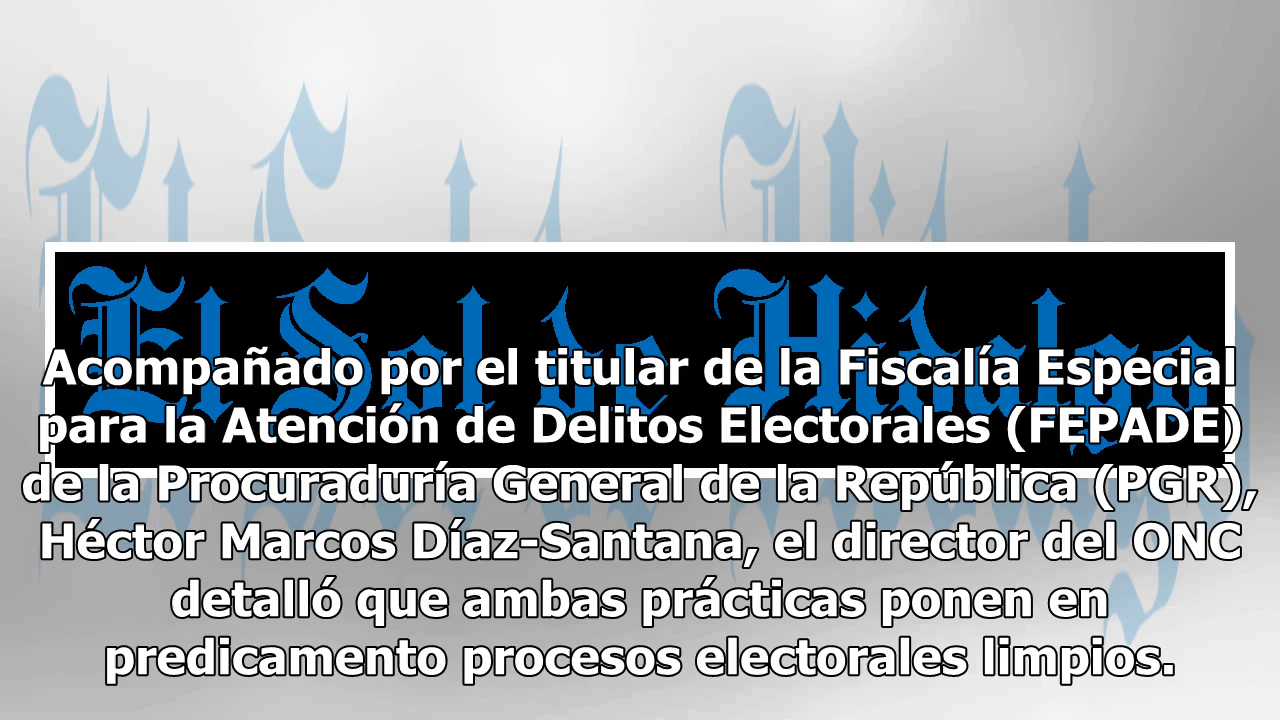 El Sol de Hidalgo
Acompañado por el titular de la Fiscalía Especial
para la Atención de Delitos Electorales (FEPADE)
de la Procuraduría General de la República (PGR),
Héctor Marcos Díaz-Santana, el director del ONC
detalló que ambas prácticas ponen en
predicamento procesos electorales limpios.